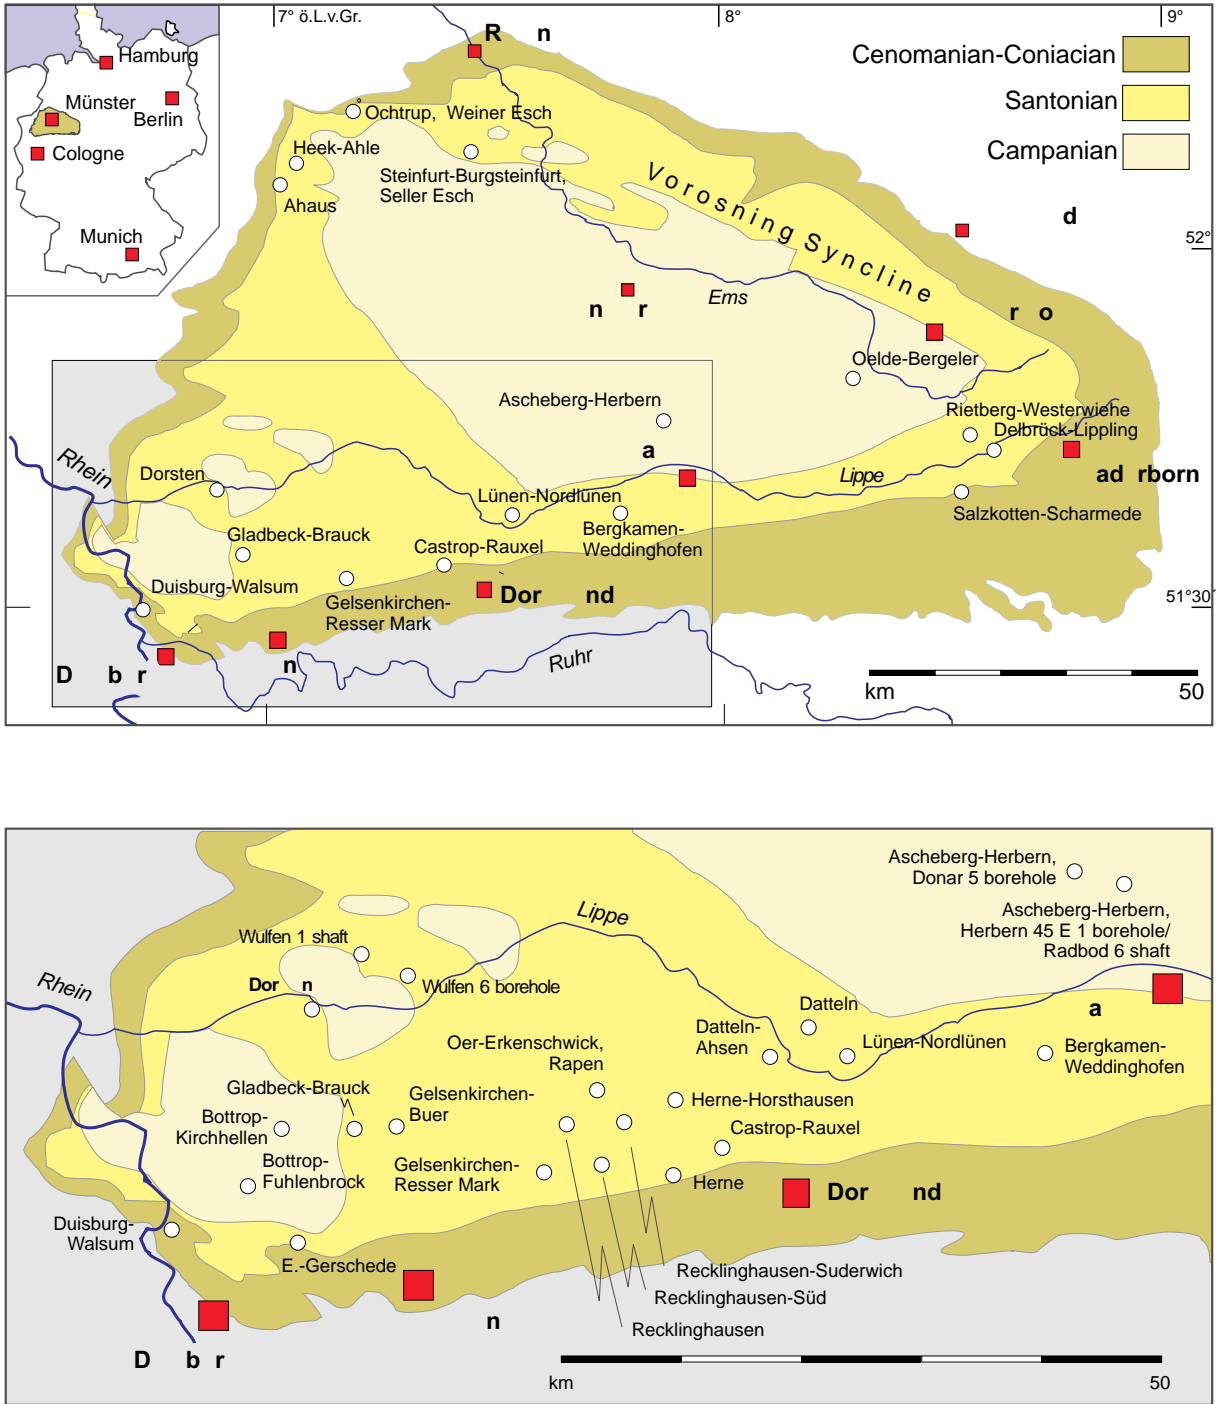 7° ö.L.v.Gr.
8°
9°
Hamburg
Münster
Berlin
Cologne
Munich
R n
Cenomanian-Coniacian
Santonian
Campanian
Ochtrup, Weiner Esch
Heek-Ahle
Steinfurt-Burgsteinfurt,
Seller Esch
Ahaus
Vorosning Syncline
d
52°
n r
Ems
r o
Oelde-Bergeler
Ascheberg-Herbern
Rietberg-Westerwiehe
Delbrück-Lippling
a
Rhein
Dorsten
Lippe
ad rborn
Lünen-Nordlünen
Salzkotten-Scharmede
Bergkamen-
Weddinghofen
Gladbeck-Brauck
Castrop-Rauxel
Duisburg-Walsum
Dor nd
Gelsenkirchen-
Resser Mark
51°30'
n
Ruhr
D b r
km
50
Ascheberg-Herbern,
Donar 5 borehole
Ascheberg-Herbern,
Herbern 45 E 1 borehole/
Radbod 6 shaft
Lippe
Wulfen 1 shaft
Rhein
Dor n
Wulfen 6 borehole
Datteln
a
Datteln-
Ahsen
Lünen-Nordlünen
Oer-Erkenschwick,
Rapen
Bergkamen-
Weddinghofen
Gladbeck-Brauck
Gelsenkirchen-
Buer
Herne-Horsthausen
Bottrop-
Kirchhellen
Castrop-Rauxel
Bottrop-
Fuhlenbrock
Gelsenkirchen-
Resser Mark
Herne
Dor nd
Duisburg-
Walsum
E.-Gerschede
Recklinghausen-Suderwich
Recklinghausen-Süd
n
Recklinghausen
D b r
km
50